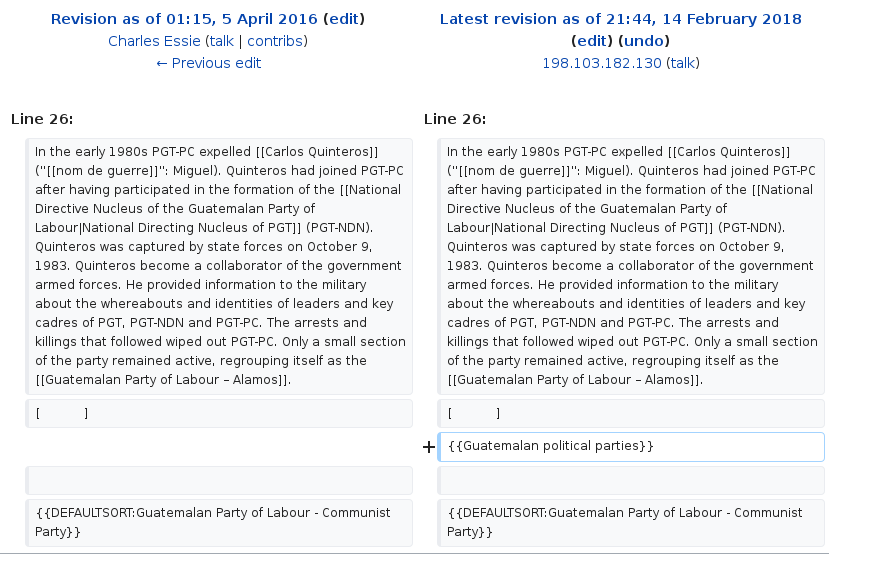 Revision as of 01:15, 5 April 2016 (edit)
Charles Essie (talk | contribs)
← Previous edit
Latest revision as of 21:44, 14 February 2018
(edit) (undo)
198.103.182.130 (talk)
Line 26:
Line 26:
In the early 1980s PGT-PC expelled [[Carlos Quinteros]]
(''[[nom de guerre]]'': Miguel). Quinteros had joined PGT-PC
after having participated in the formation of the [[National
Directive Nucleus of the Guatemalan Party of
Labour|National Directing Nucleus of PGT]] (PGT-NDN).
Quinteros was captured by state forces on October 9,
1983. Quinteros become a collaborator of the government
armed forces. He provided information to the military
about the whereabouts and identities of leaders and key
cadres of PGT, PGT-NDN and PGT-PC. The arrests and
killings that followed wiped out PGT-PC. Only a small section
of the party remained active, regrouping itself as the
[[Guatemalan Party of Labour – Alamos]].
In the early 1980s PGT-PC expelled [[Carlos Quinteros]]
(''[[nom de guerre]]'': Miguel). Quinteros had joined PGT-PC
after having participated in the formation of the [[National
Directive Nucleus of the Guatemalan Party of
Labour|National Directing Nucleus of PGT]] (PGT-NDN).
Quinteros was captured by state forces on October 9,
1983. Quinteros become a collaborator of the government
armed forces. He provided information to the military
about the whereabouts and identities of leaders and key
cadres of PGT, PGT-NDN and PGT-PC. The arrests and
killings that followed wiped out PGT-PC. Only a small section
of the party remained active, regrouping itself as the
[[Guatemalan Party of Labour – Alamos]].
[ ]
[ ]
+ {{Guatemalan political parties}}
{{DEFAULTSORT:Guatemalan Party of Labour - Communist
Party}}
{{DEFAULTSORT:Guatemalan Party of Labour - Communist
Party}}